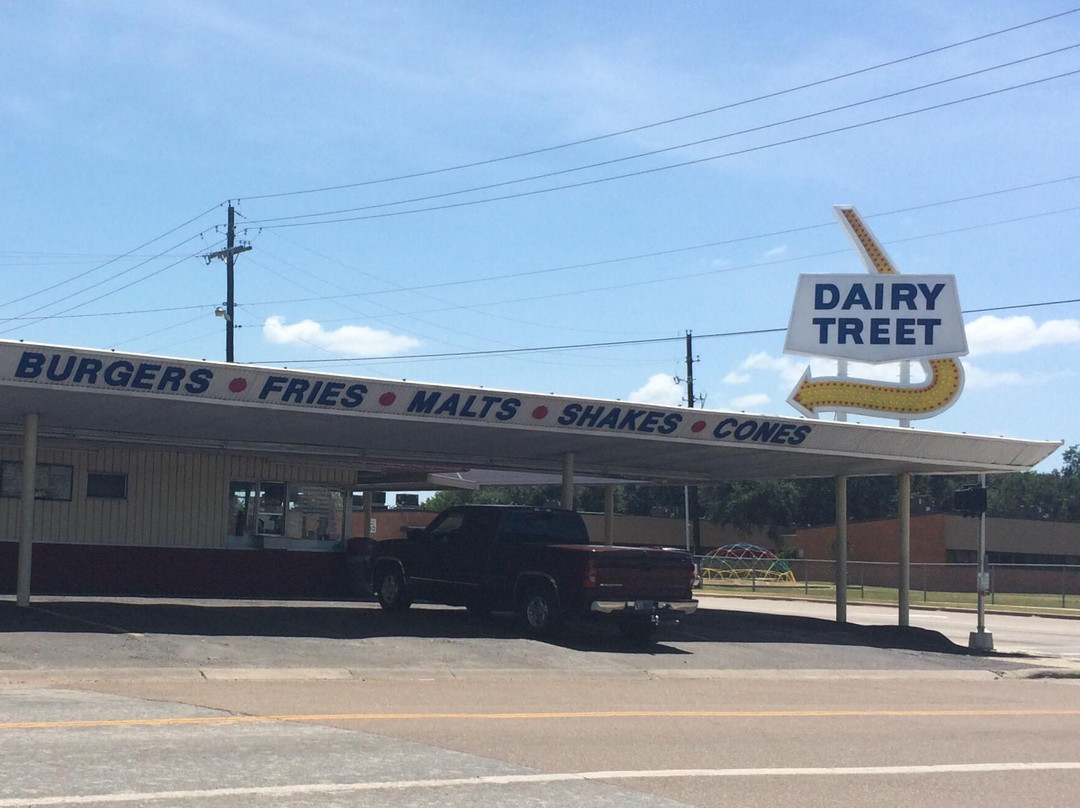 DAIRY
TREET
BURGERS • FRIES • MALTS • SHAKES • CONES